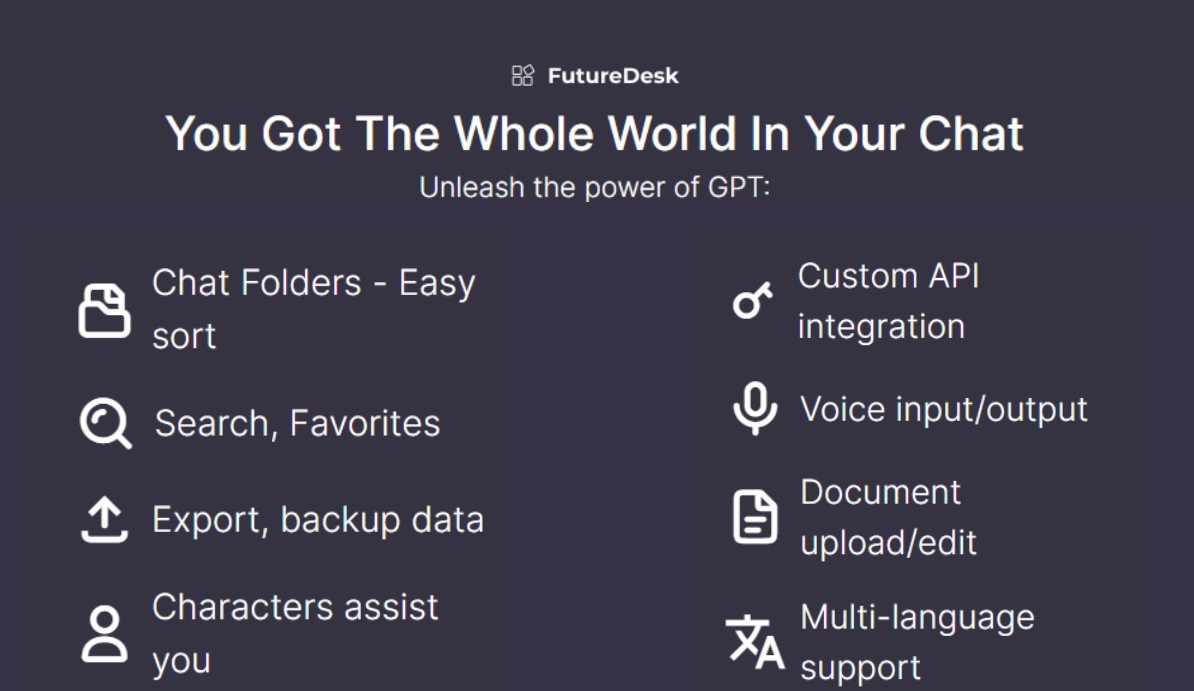 FutureDesk
You Got The Whole World In Your Chat
Unleash the power of GPT:
Chat Folders - Easy
sort
Search, Favorites
Export, backup data
Characters assist
you
Custom API
integration
Voice input/output
Document
upload/edit
Multi-language
support